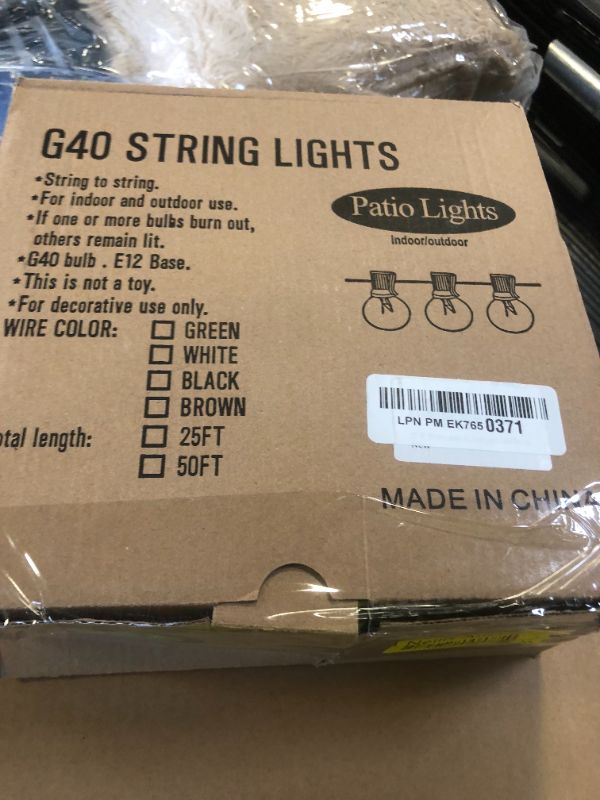 G40 STRING LIGHTS
*String to string.
*For indoor and outdoor use.
*If one or more bulbs burn out,
others remain lit.
*G40 bulb . E12 Base.
*This is not a toy.
*For decorative use only.
Patio Lights
Indoor/outdoor
WIRE COLOR:
GREEN
WHITE
BLACK
BROWN
otal length:
25FT
50FT
LPN PM EK765 0371
MADE IN CHINA